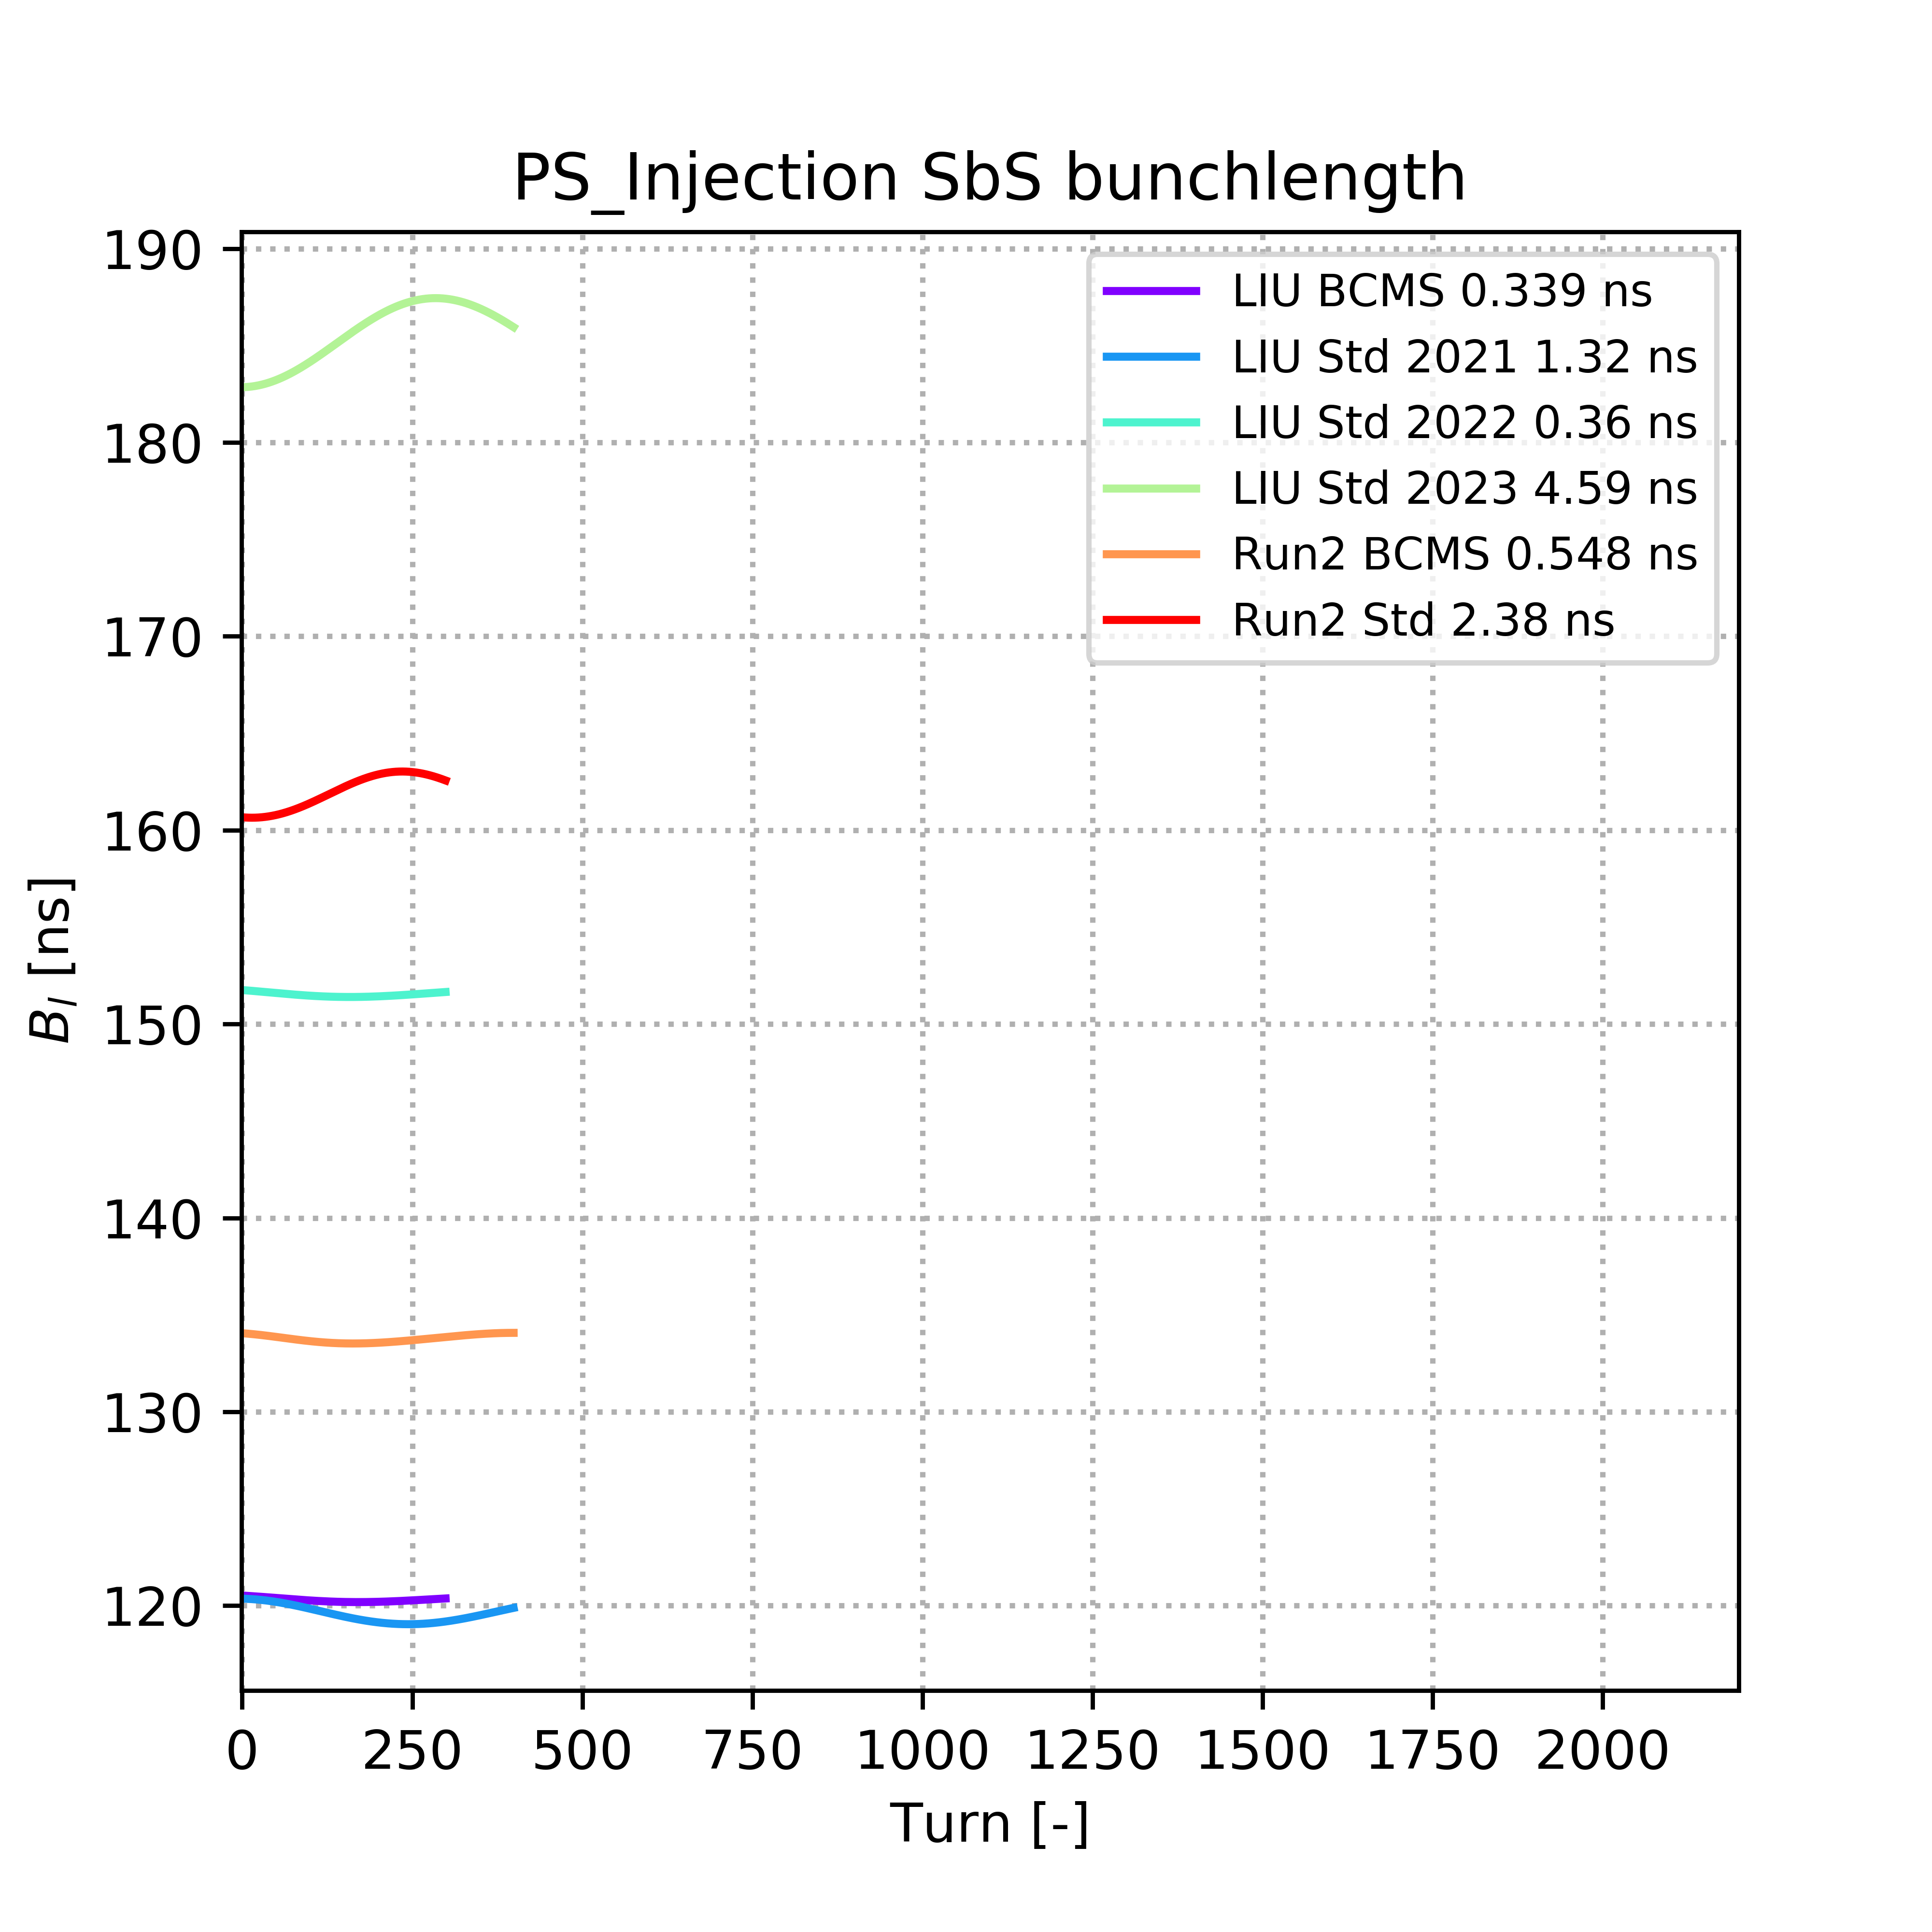 PS_Injection SbS bunchlength
190
180
170
160
150
140
130
120
B_l [ns]
LIU BCMS 0.339 ns
LIU Std 2021 1.32 ns
LIU Std 2022 0.36 ns
LIU Std 2023 4.59 ns
Run2 BCMS 0.548 ns
Run2 Std 2.38 ns
0 250 500 750 1000 1250 1500 1750 2000
Turn [-]